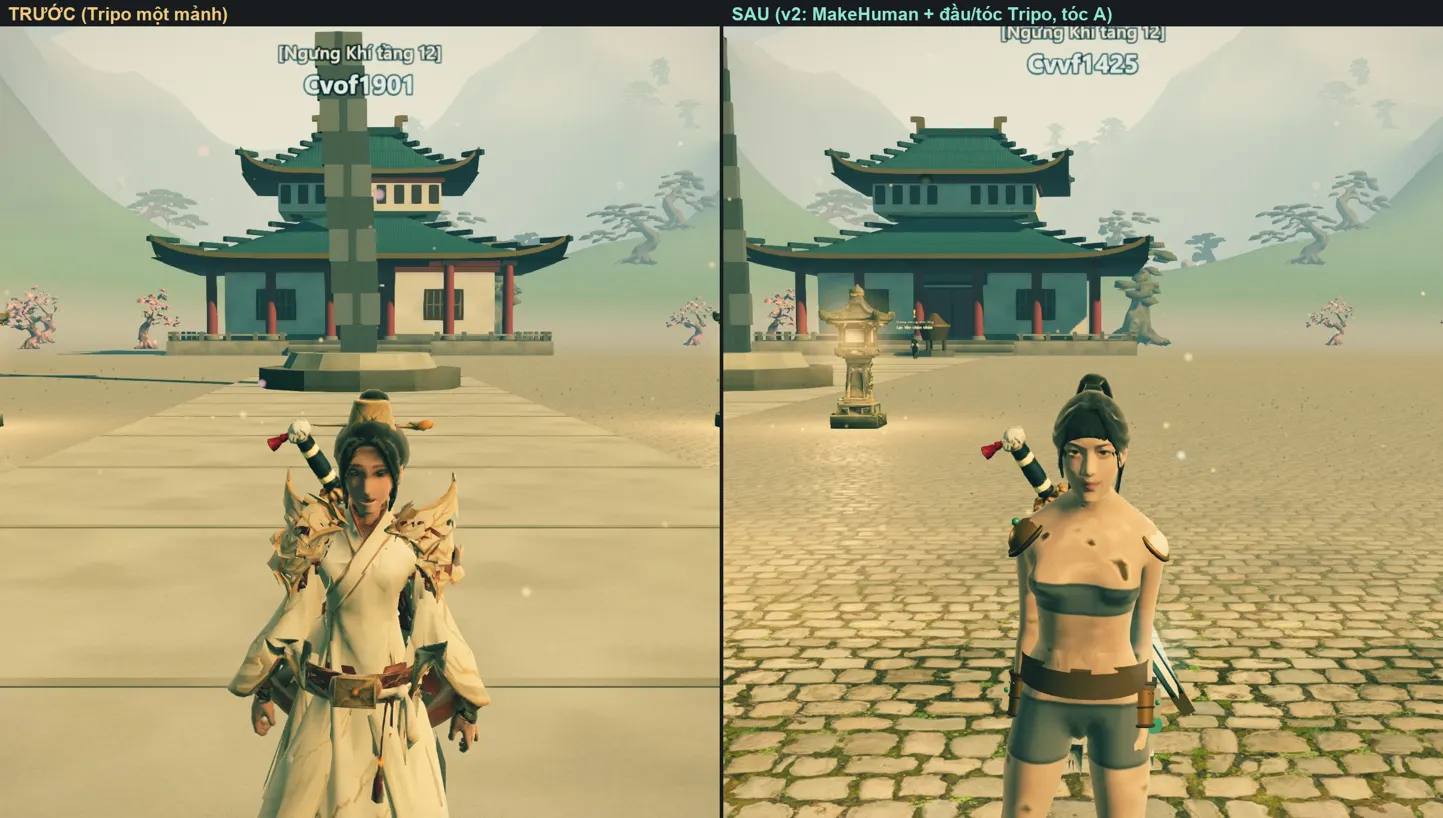 TRƯỚC (Tripo một mảnh)
SAU (v2: MakeHuman + đầu/tóc Tripo, tóc A)
[Ngưng Khí tầng 12]
Cvof1901
[Ngưng Khí tầng 12]
Cvvf1425